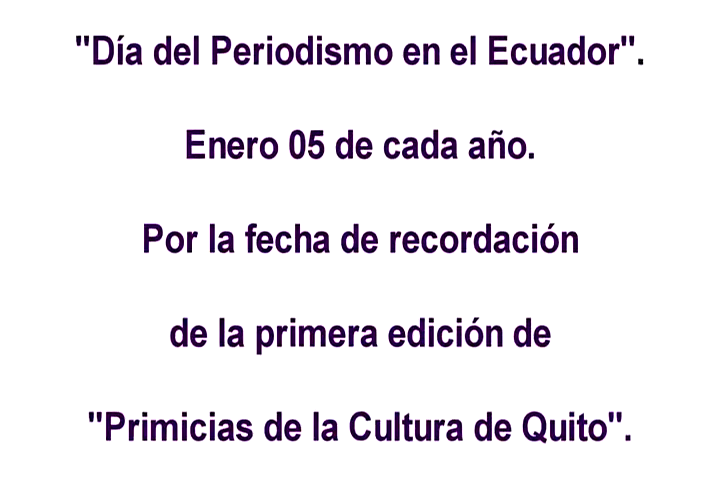 "Día del Periodismo en el Ecuador".
Enero 05 de cada año.
Por la fecha de recordación
de la primera edición de
"Primicias de la Cultura de Quito".